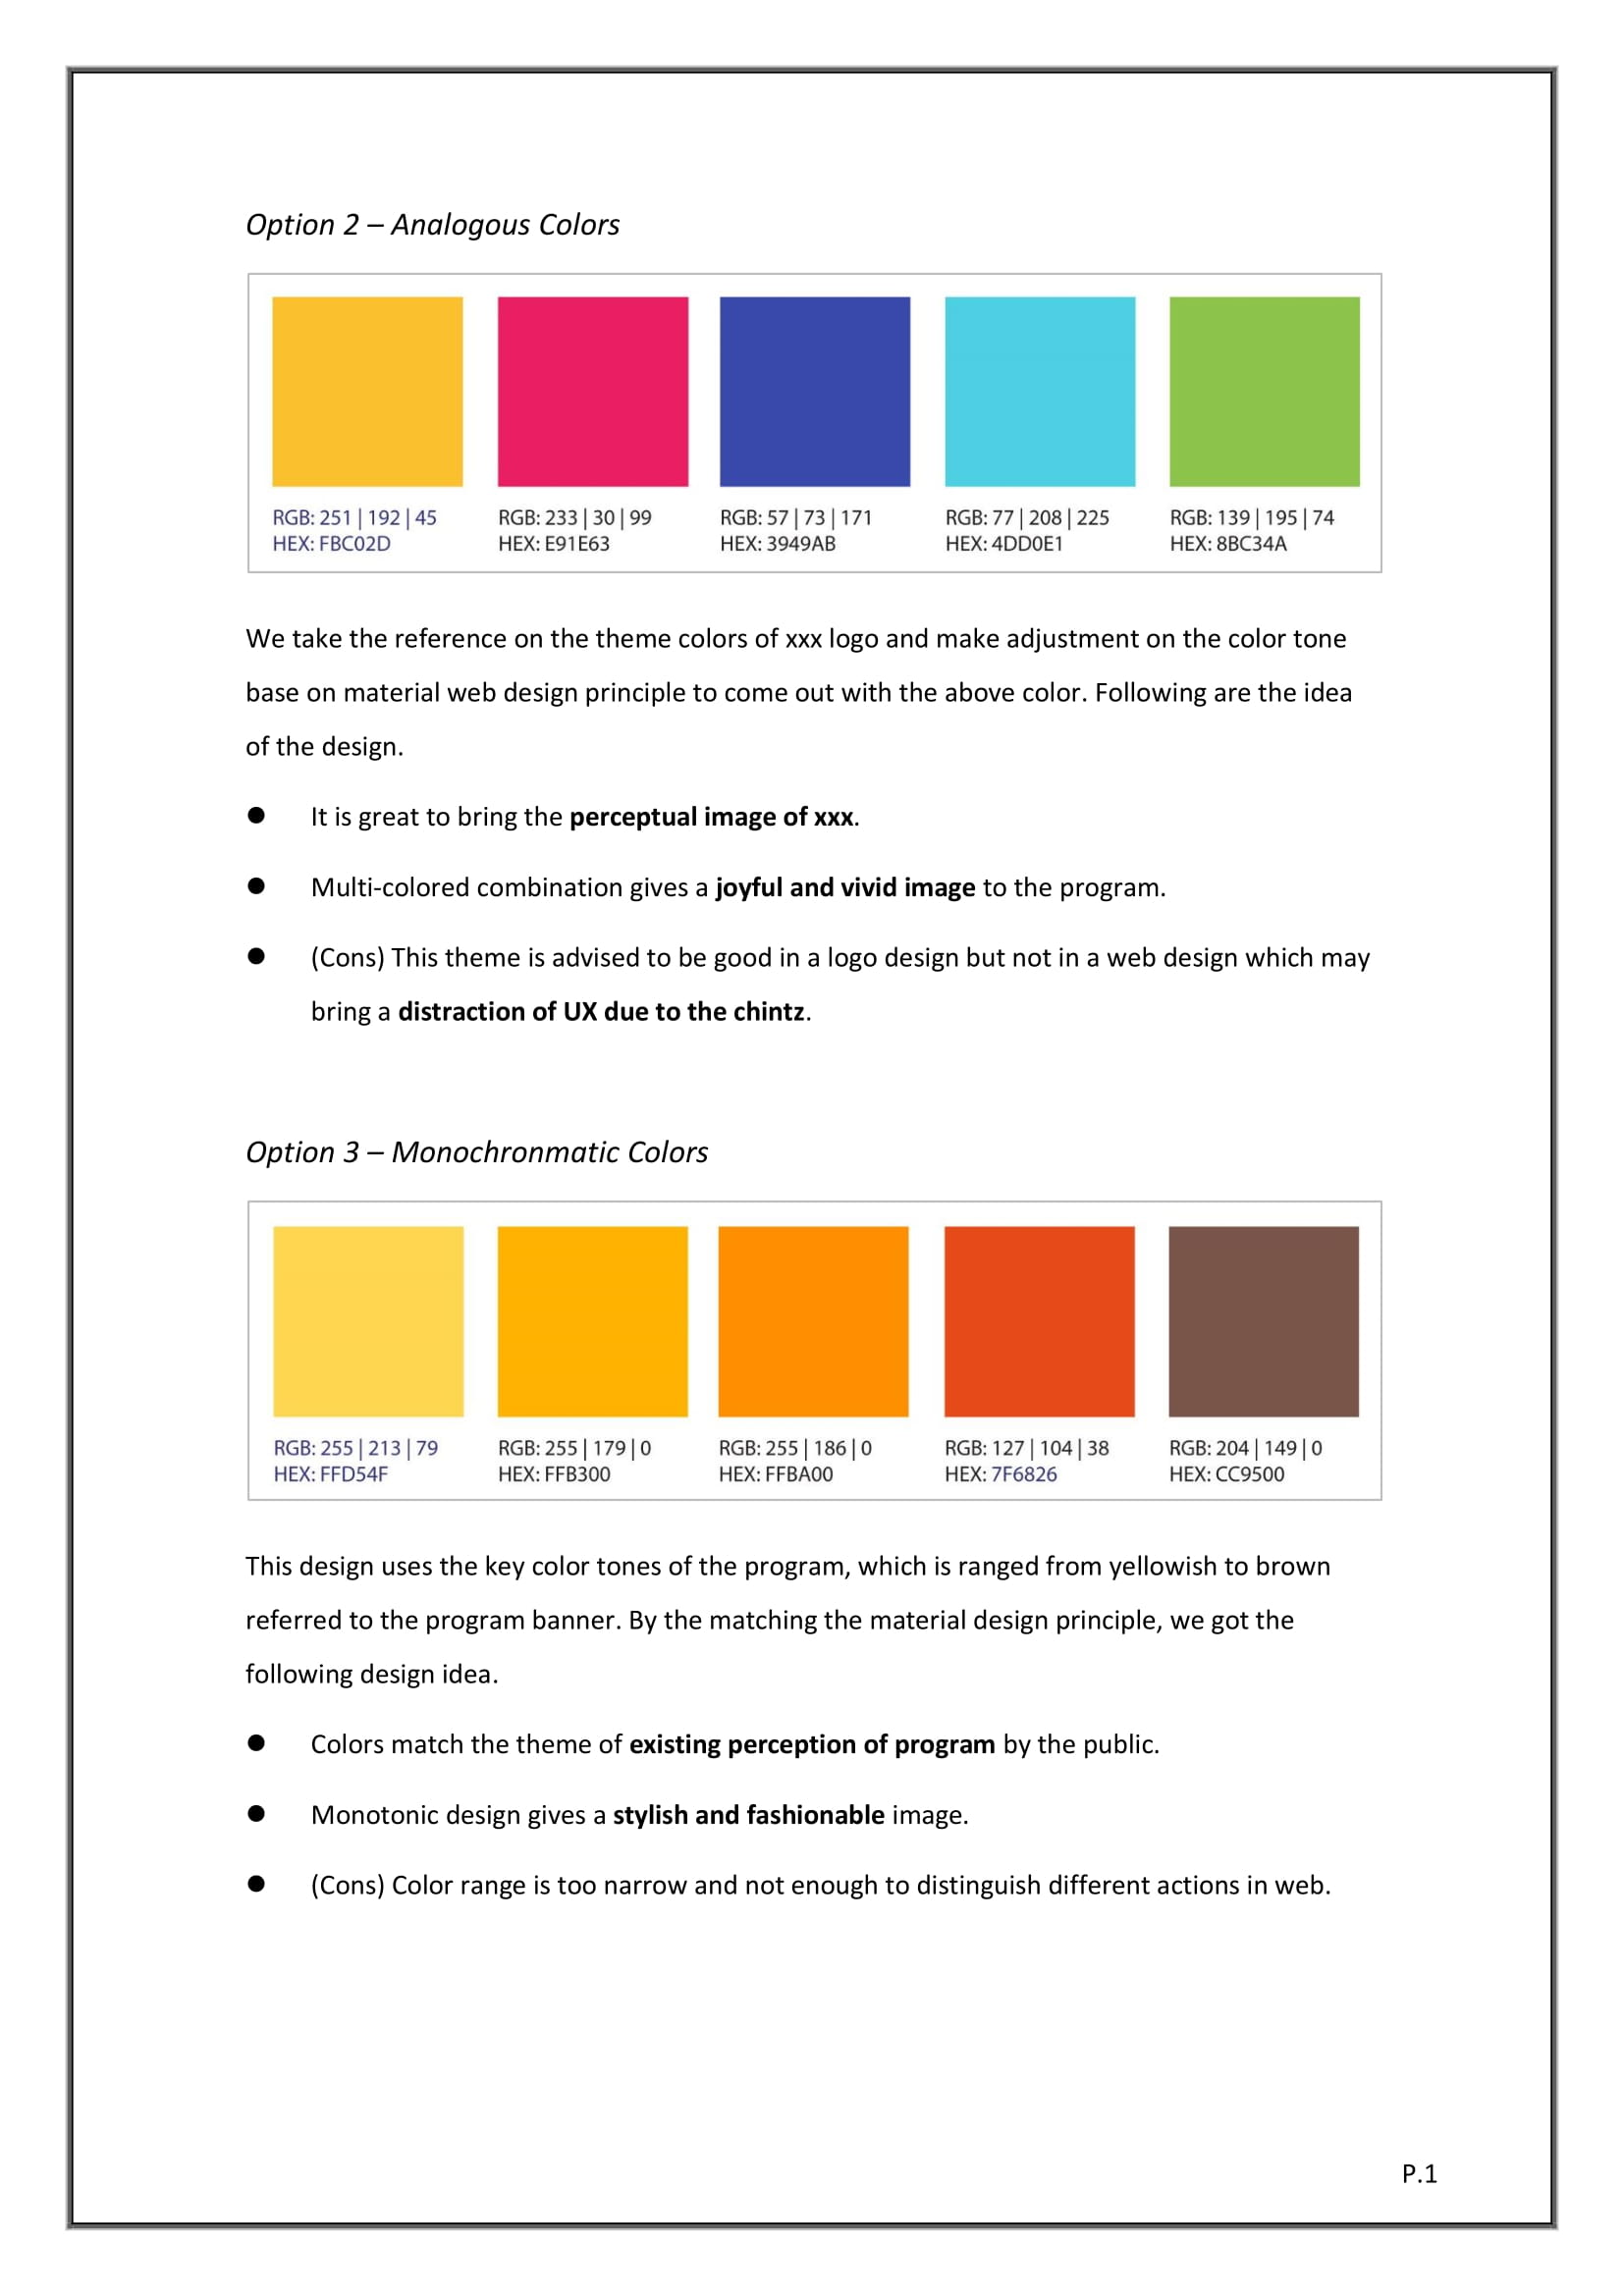 Option 2 – Analogous Colors
RGB: 251 | 192 | 45 RGB: 233 | 30 | 99 RGB: 57 | 73 | 171 RGB: 77 | 208 | 225 RGB: 139 | 195 | 74
HEX: FBC02D HEX: E91E63 HEX: 3949AB HEX: 4DD0E1 HEX: 8BC34A
We take the reference on the theme colors of xxx logo and make adjustment on the color tone
base on material web design principle to come out with the above color. Following are the idea
of the design.
● It is great to bring the perceptual image of xxx.
● Multi-colored combination gives a joyful and vivid image to the program.
● (Cons) This theme is advised to be good in a logo design but not in a web design which may
bring a distraction of UX due to the chintz.
Option 3 – Monochronmatic Colors
RGB: 255 | 213 | 79 RGB: 255 | 179 | 0 RGB: 255 | 186 | 0 RGB: 127 | 104 | 38 RGB: 204 | 149 | 0
HEX: FFD54F HEX: FFB300 HEX: FFBA00 HEX: 7F6826 HEX: CC9500
This design uses the key color tones of the program, which is ranged from yellowish to brown
referred to the program banner. By the matching the material design principle, we got the
following design idea.
● Colors match the theme of existing perception of program by the public.
● Monotonic design gives a stylish and fashionable image.
● (Cons) Color range is too narrow and not enough to distinguish different actions in web.
P.1